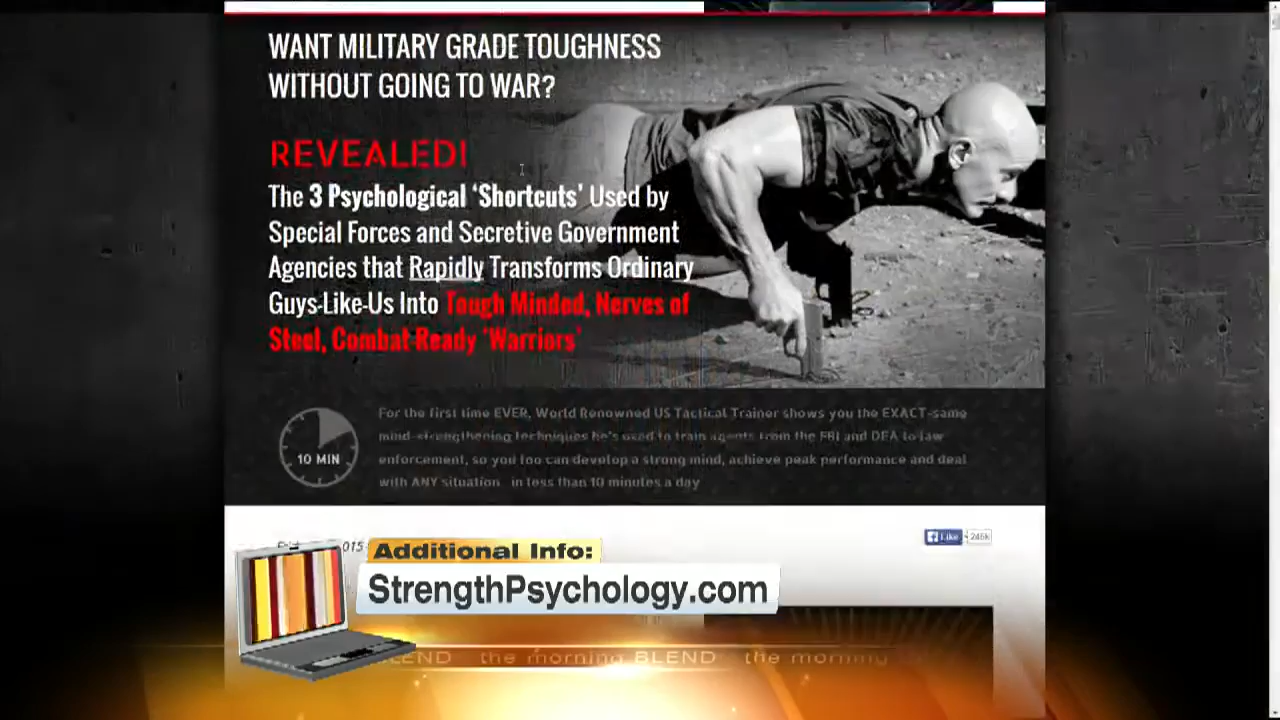 WANT MILITARY GRADE TOUGHNESS
WITHOUT GOING TO WAR?
REVEALED!
The 3 Psychological ‘Shortcuts’ Used by
Special Forces and Secretive Government
Agencies that Rapidly Transforms Ordinary
Guys-Like-Us Into Tough Minded, Nerves of
Steel, Combat-Ready ‘Warriors’
10 MIN
For the first time EVER, World Renowned US Tactical Trainer shows you the EXACT-same
mind-strengthening techniques he's used to train agents from the FBI and DEA to law
enforcement, so you too can develop a strong mind, achieve peak performance and deal
with ANY situation in less than 10 minutes a day
015
Like
Additional Info:
StrengthPsychology.com
BLEND the morning BLEND the morning